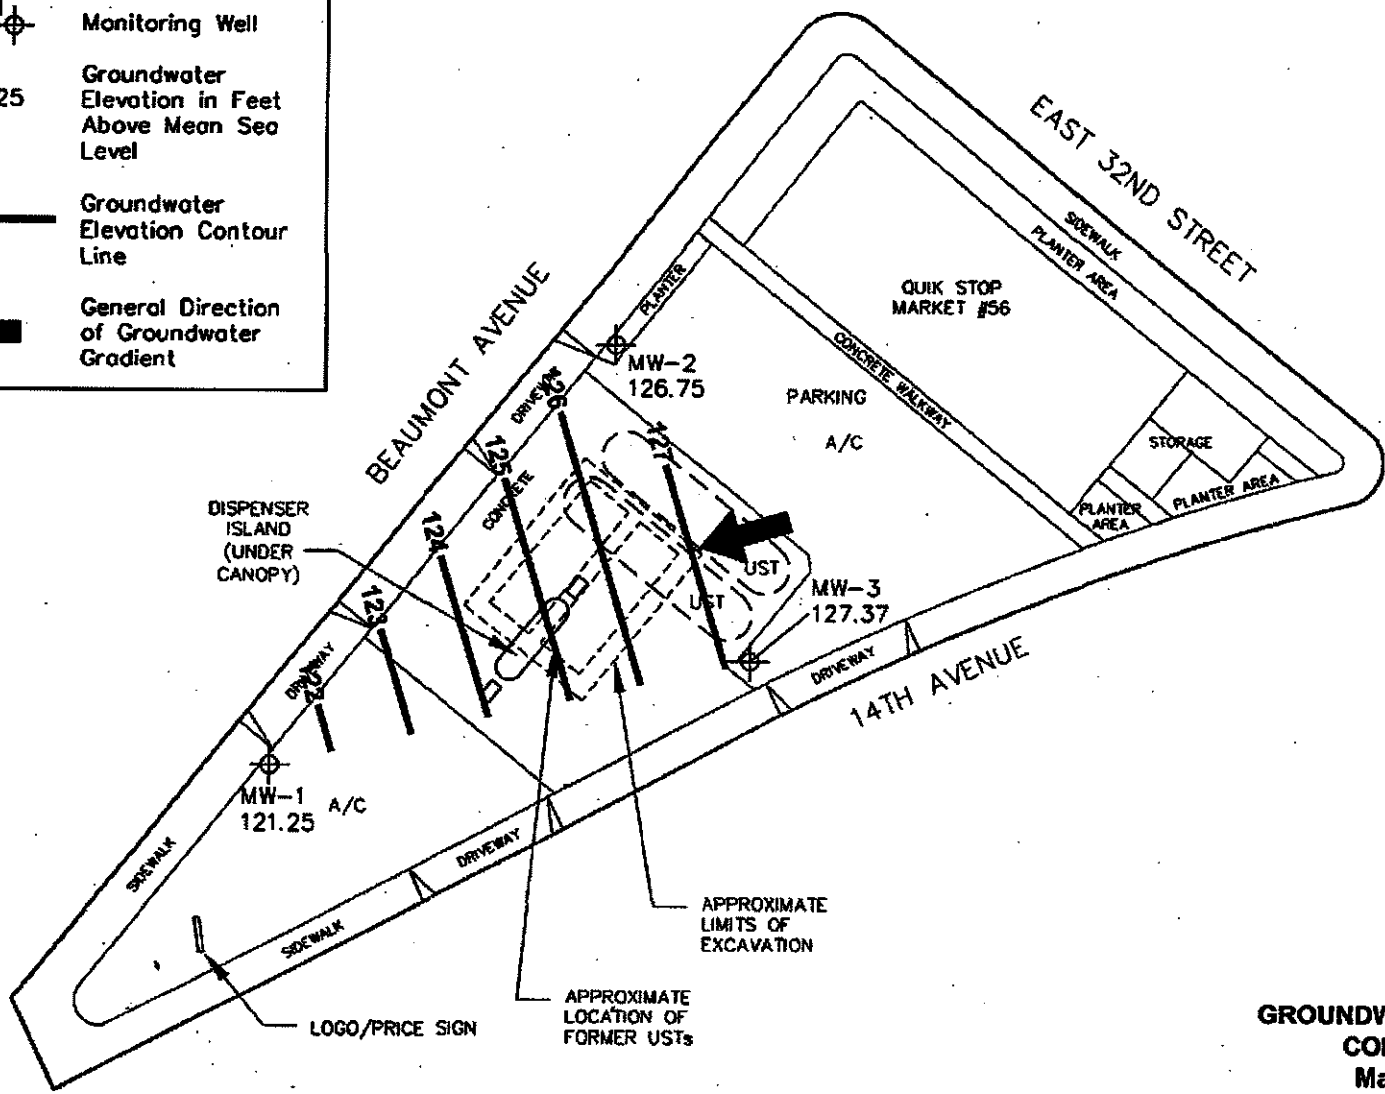 Monitoring Well
25
Groundwater
Elevation in Feet
Above Mean Sea
Level
Groundwater
Elevation Contour
Line
General Direction
of Groundwater
Gradient
EAST 32ND STREET
SIDEWALK
PLANTER AREA
QUIK STOP
MARKET #56
BEAUMONT AVENUE
PLANTER
CONCRETE WALKWAY
MW-2
126.75
DRIVEWAY
PARKING
A/C
STORAGE
PLANTER AREA
PLANTER
AREA
126
127
125
124
123
CONCRETE
DISPENSER
ISLAND
(UNDER
CANOPY)
UST
UST
MW-3
127.37
DRIVEWAY
14TH AVENUE
DRIVEWAY
MW-1
121.25
A/C
SIDEWALK
DRIVEWAY
SIDEWALK
APPROXIMATE
LIMITS OF
EXCAVATION
APPROXIMATE
LOCATION OF
FORMER USTs
LOGO/PRICE SIGN